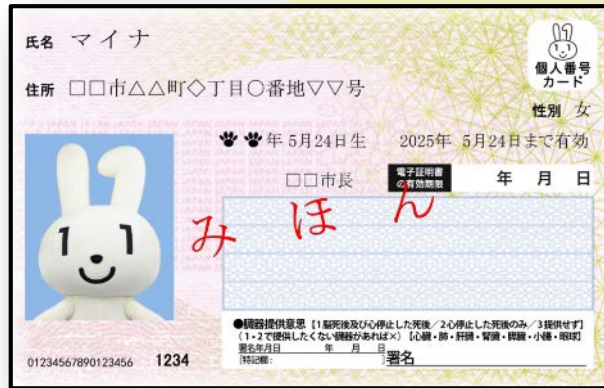 氏名 マイナ
個人番号
カード
住所 □□市△△町◇丁目○番地▽▽号
性別 女
年 5月24日生 2025年 5月24日まで有効
□□市長 電子証明書
の有効期限 年 月 日
みほん
●臓器提供意思【1脳死後及び心停止した死後/2心停止した死後のみ/3提供せず】
(1・2で提供したくない臓器があれば×)【心臓・肺・肝臓・腎臓・膵臓・小腸・眼球】
署名年月日 年 月 日
[特記欄: ] 署名
01234567890123456 1234